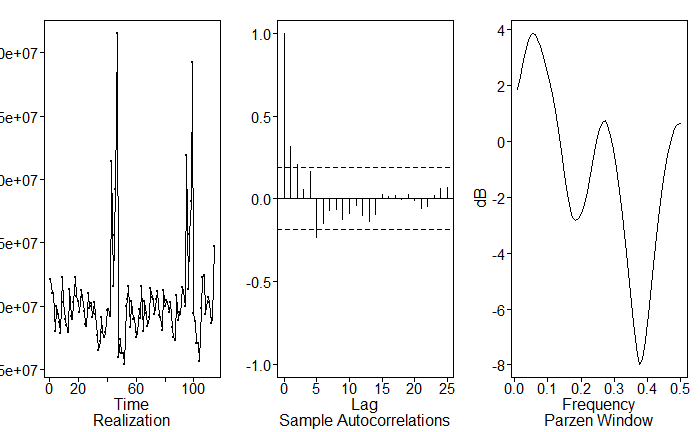 0e+07
5e+07
0e+07
5e+07
0e+07
5e+07
0 20 60 100
Time
Realization
1.0
0.5
0.0
-0.5
-1.0
0 5 10 15 20 25
Lag
Sample Autocorrelations
4
2
0
-2
-4
-6
-8
dB
0.0 0.1 0.2 0.3 0.4 0.5
Frequency
Parzen Window